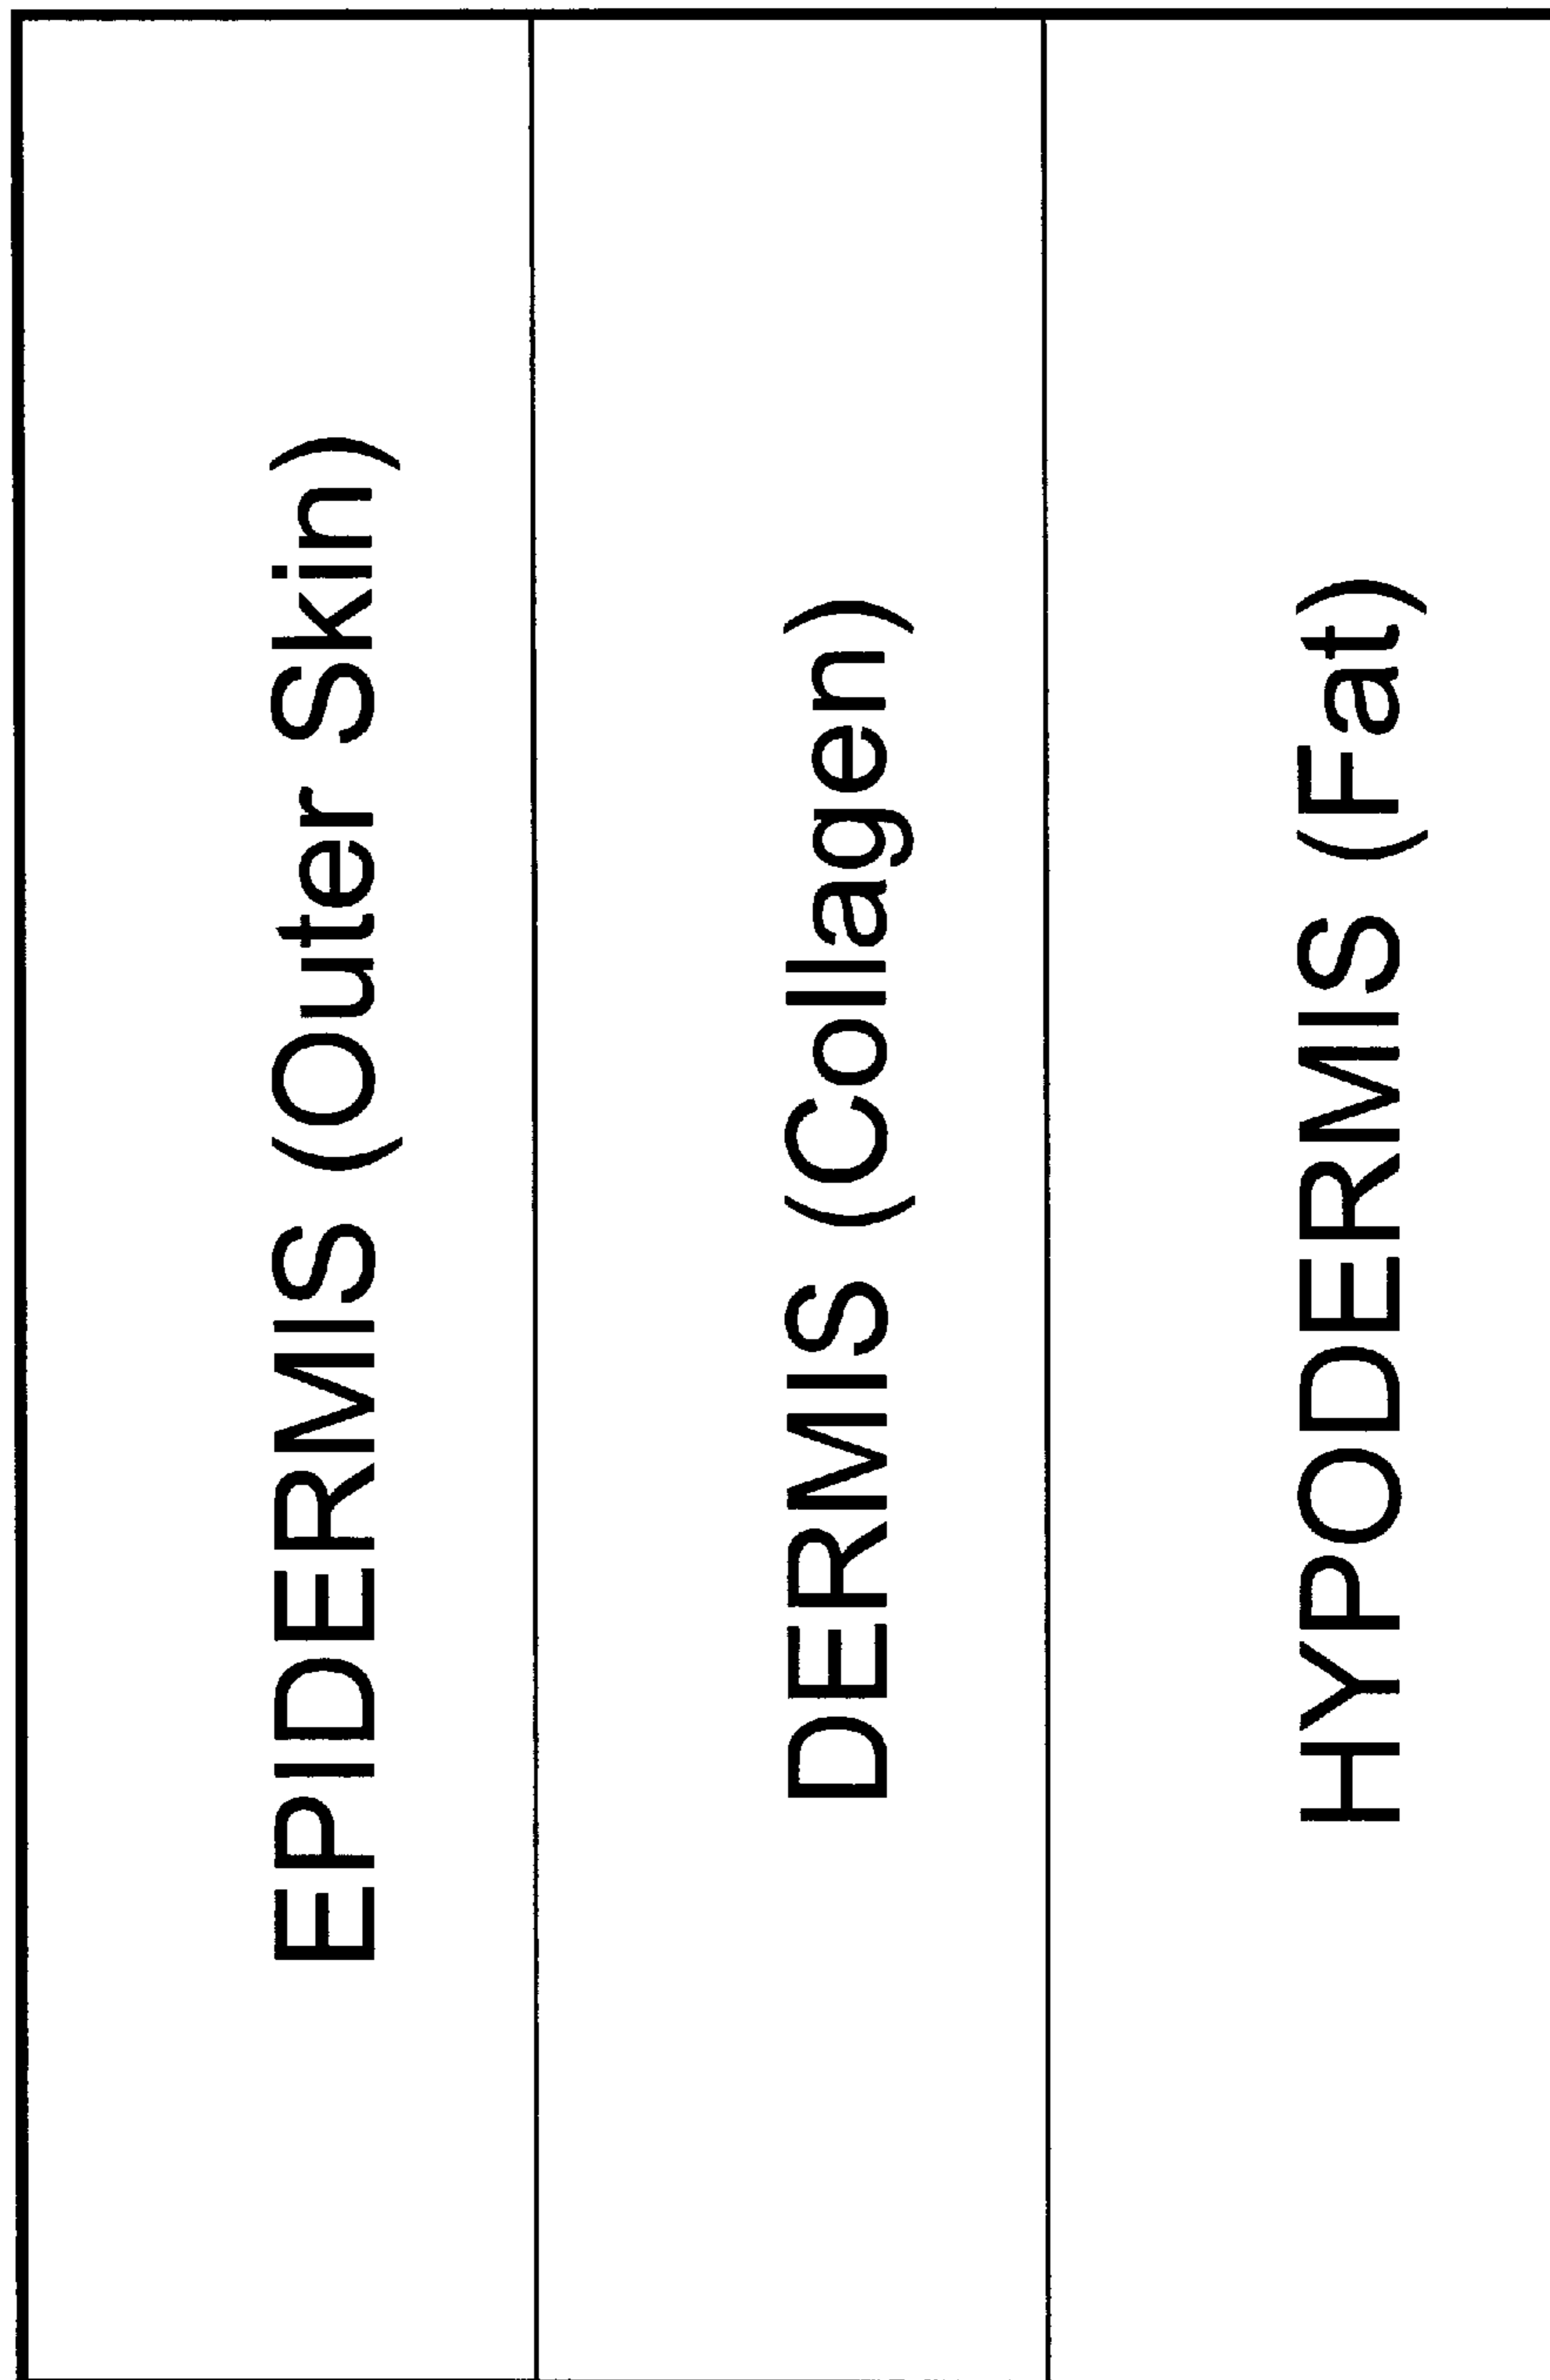 EPIDERMIS (Outer Skin)
DERMIS (Collagen)
HYPODERMIS (Fat)